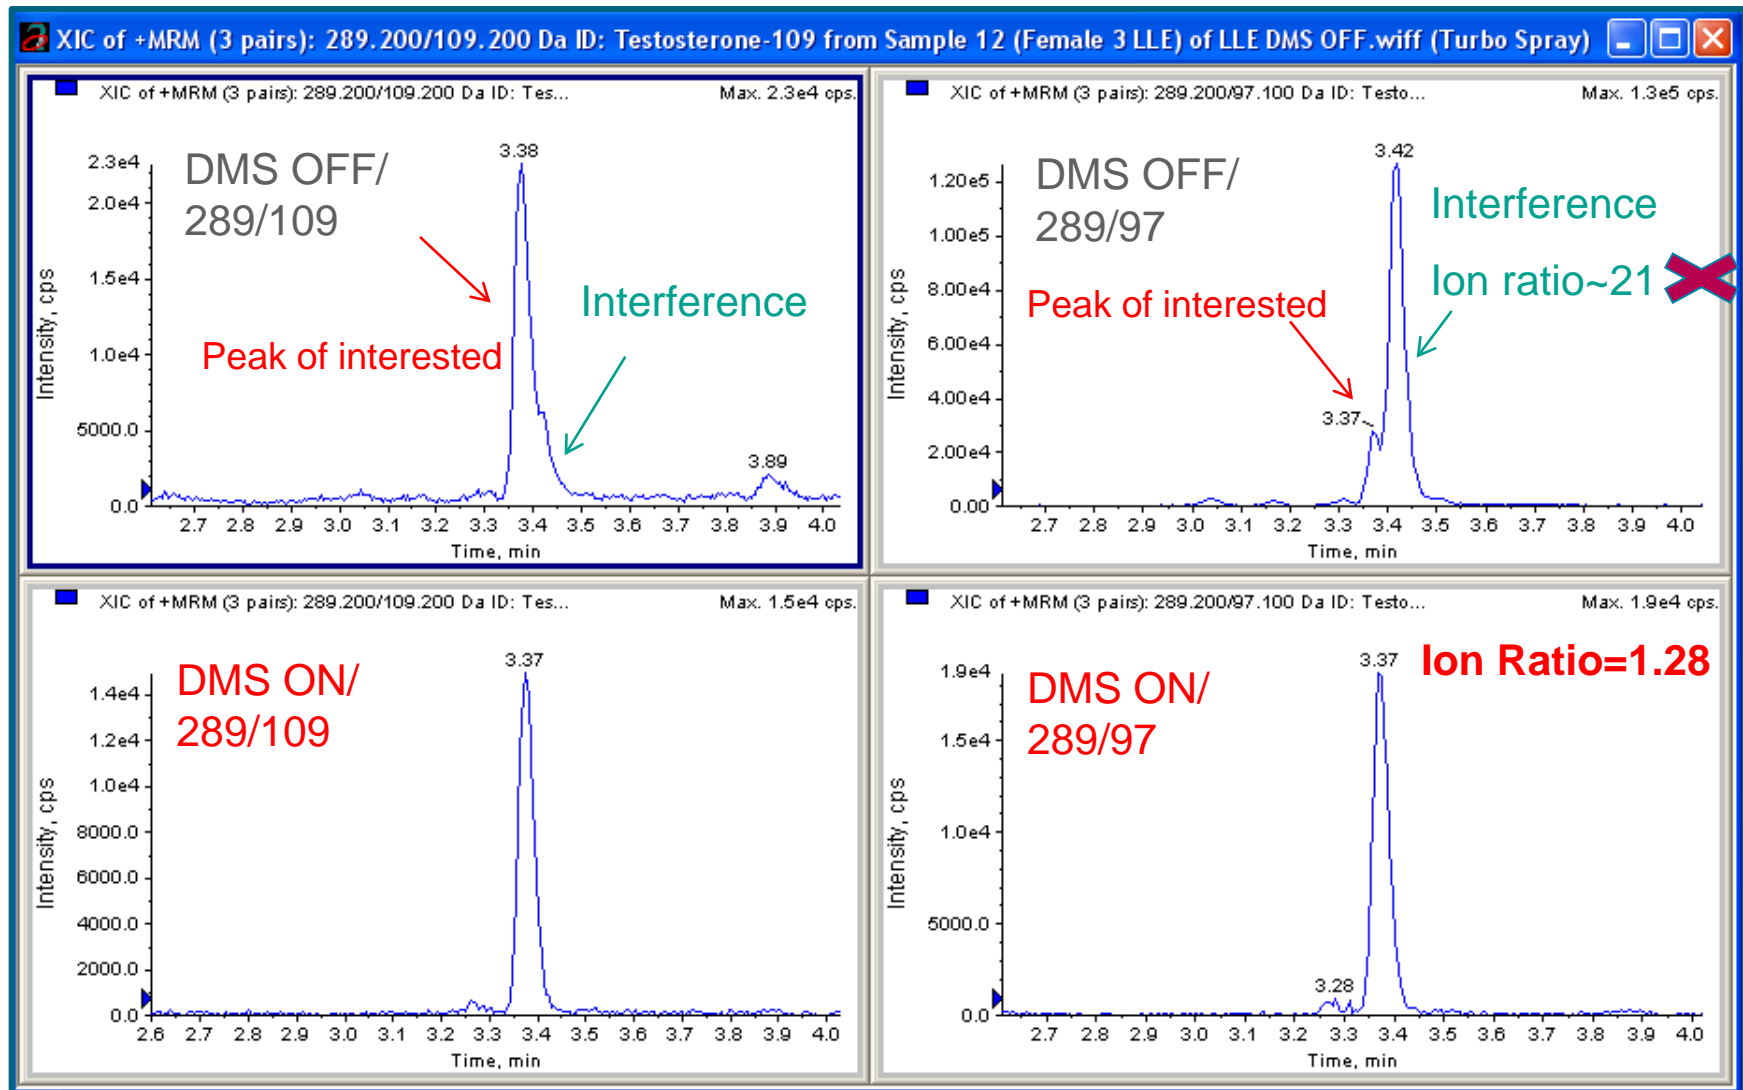 XIC of +MRM (3 pairs): 289.200/109.200 Da ID: Testosterone-109 from Sample 12 (Female 3 LLE) of LLE DMS OFF.wiff (Turbo Spray)
XIC of +MRM (3 pairs): 289.200/109.200 Da ID: Tes...
Max. 2.3e4 cps.
DMS OFF/
289/109
3.38
Peak of interested
Interference
3.89
Intensity, cps
2.3e4
2.0e4
1.5e4
1.0e4
5000.0
0.0
2.7 2.8 2.9 3.0 3.1 3.2 3.3 3.4 3.5 3.6 3.7 3.8 3.9 4.0
Time, min
XIC of +MRM (3 pairs): 289.200/97.100 Da ID: Testo...
Max. 1.3e5 cps.
DMS OFF/
289/97
3.42
Interference
Ion ratio~21
Peak of interested
3.37
Intensity, cps
1.20e5
1.00e5
8.00e4
6.00e4
4.00e4
2.00e4
0.00
2.7 2.8 2.9 3.0 3.1 3.2 3.3 3.4 3.5 3.6 3.7 3.8 3.9 4.0
Time, min
XIC of +MRM (3 pairs): 289.200/109.200 Da ID: Tes...
Max. 1.5e4 cps.
DMS ON/
289/109
3.37
Intensity, cps
1.4e4
1.2e4
1.0e4
8000.0
6000.0
4000.0
2000.0
0.0
2.6 2.7 2.8 2.9 3.0 3.1 3.2 3.3 3.4 3.5 3.6 3.7 3.8 3.9 4.0
Time, min
XIC of +MRM (3 pairs): 289.200/97.100 Da ID: Testo...
Max. 1.9e4 cps.
DMS ON/
289/97
3.37
Ion Ratio=1.28
3.28
Intensity, cps
1.9e4
1.5e4
1.0e4
5000.0
0.0
2.7 2.8 2.9 3.0 3.1 3.2 3.3 3.4 3.5 3.6 3.7 3.8 3.9 4.0
Time, min